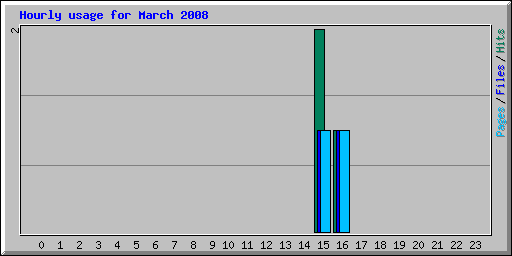 Hourly usage for March 2008
2
Pages/Files/Hits
0 1 2 3 4 5 6 7 8 9 10 11 12 13 14 15 16 17 18 19 20 21 22 23